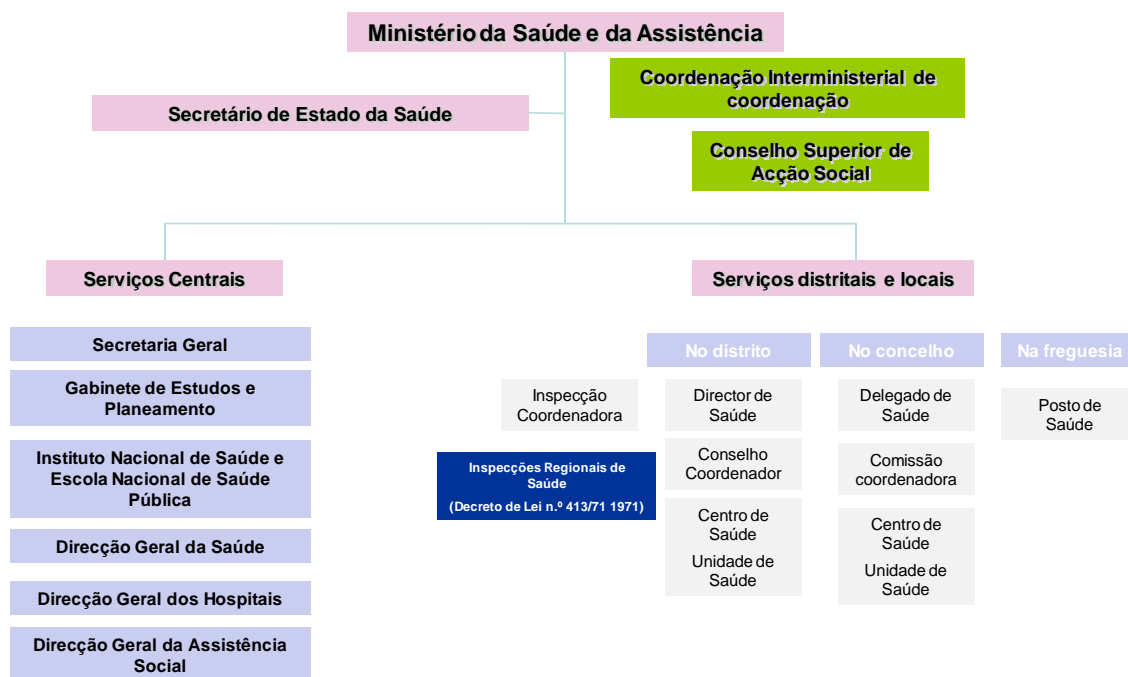 Ministério da Saúde e da Assistência
Coordenação Interministerial de
coordenação
Secretário de Estado da Saúde
Conselho Superior de
Acção Social
Serviços Centrais
Serviços distritais e locais
Secretaria Geral
Gabinete de Estudos e
Planeamento
Instituto Nacional de Saúde e
Escola Nacional de Saúde
Pública
Direcção Geral da Saúde
Direcção Geral dos Hospitais
Direcção Geral da Assistência
Social
Inspecção
Coordenadora
Inspecções Regionais de
Saúde
(Decreto de Lei n.º 413/71 1971)
No distrito
Director de
Saúde
Conselho
Coordenador
Centro de
Saúde
Unidade de
Saúde
No concelho
Delegado de
Saúde
Comissão
coordenadora
Centro de
Saúde
Unidade de
Saúde
Na freguesia
Posto de
Saúde